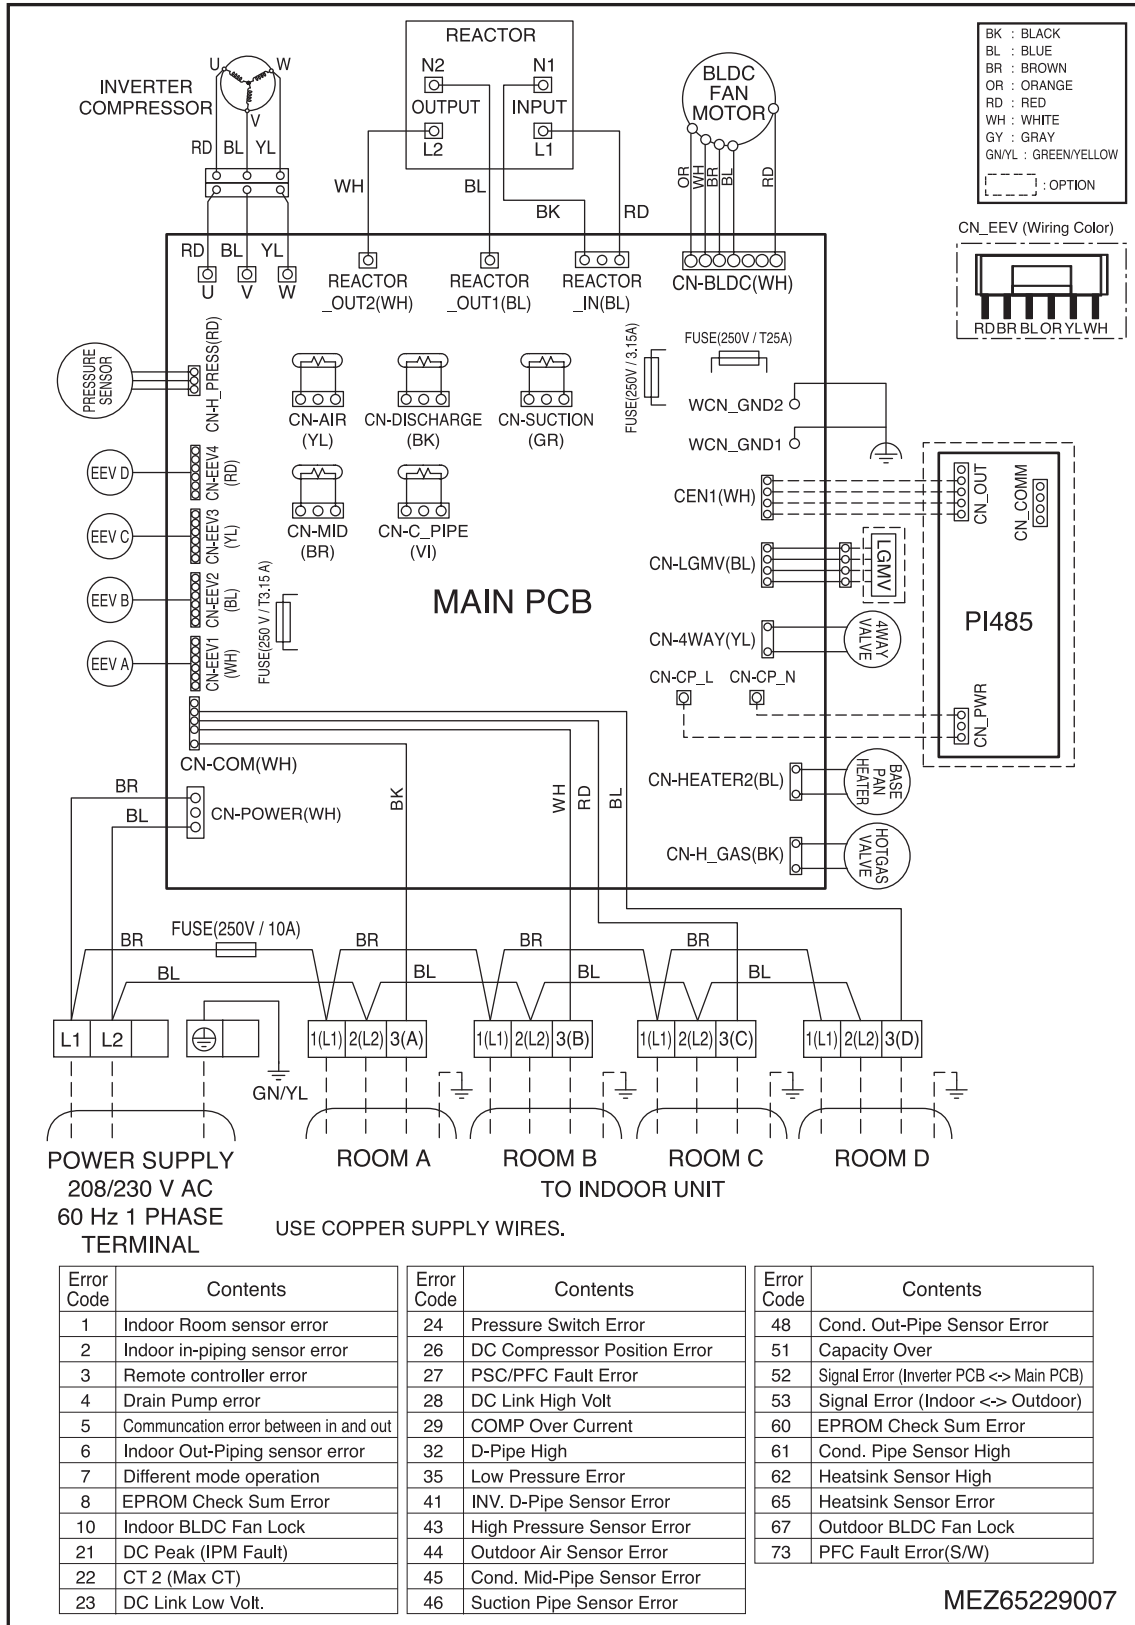 REACTOR
N2 N1
OUTPUT INPUT
L2 L1
U W
V
INVERTER
COMPRESSOR
RD BL YL
BLDC
FAN
MOTOR
OR WH BR BL RD
BK : BLACK
BL : BLUE
BR : BROWN
OR : ORANGE
RD : RED
WH : WHITE
GY : GRAY
GN/YL : GREEN/YELLOW
: OPTION
CN_EEV (Wiring Color)
RD BR BL OR YL WH
WH BL BK RD
RD BL YL
U V W
REACTOR
_OUT2(WH)
REACTOR
_OUT1(BL)
REACTOR
_IN(BL)
CN-BLDC(WH)
PRESSURE
SENSOR
CN-H_PRESS(RD)
CN-AIR
(YL)
CN-DISCHARGE
(BK)
CN-SUCTION
(GR)
FUSE(250V / 3.15A)
FUSE(250V / T25A)
WCN_GND2
WCN_GND1
EEV D
CN-EEV4
(RD)
EEV C
CN-EEV3
(YL)
EEV B
CN-EEV2
(BL)
EEV A
CN-EEV1
(WH)
CN-MID
(BR)
CN-C_PIPE
(VI)
FUSE(250 V / T3.15 A)
MAIN PCB
CEN1(WH)
CN_OUT
CN_COMM
CN-LGMV(BL)
LGMV
PI485
CN-4WAY(YL)
4WAY
VALVE
CN-CP_L CN-CP_N
CN_PWR
CN-COM(WH)
CN-HEATER2(BL)
BASE
PAN
HEATER
BR
BL
CN-POWER(WH)
BK WH RD BL
CN-H_GAS(BK)
HOTGAS
VALVE
FUSE(250V / 10A)
BR BR BR BR
BL BL BL BL
L1 L2
1(L1) 2(L2) 3(A)
1(L1) 2(L2) 3(B)
1(L1) 2(L2) 3(C)
1(L1) 2(L2) 3(D)
GN/YL
POWER SUPPLY
208/230 V AC
60 Hz 1 PHASE
TERMINAL
ROOM A ROOM B ROOM C ROOM D
TO INDOOR UNIT
USE COPPER SUPPLY WIRES.
Error
Code
Contents
1 Indoor Room sensor error
2 Indoor in-piping sensor error
3 Remote controller error
4 Drain Pump error
5 Communcation error between in and out
6 Indoor Out-Piping sensor error
7 Different mode operation
8 EPROM Check Sum Error
10 Indoor BLDC Fan Lock
21 DC Peak (IPM Fault)
22 CT 2 (Max CT)
23 DC Link Low Volt.
Error
Code
Contents
24 Pressure Switch Error
26 DC Compressor Position Error
27 PSC/PFC Fault Error
28 DC Link High Volt
29 COMP Over Current
32 D-Pipe High
35 Low Pressure Error
41 INV. D-Pipe Sensor Error
43 High Pressure Sensor Error
44 Outdoor Air Sensor Error
45 Cond. Mid-Pipe Sensor Error
46 Suction Pipe Sensor Error
Error
Code
Contents
48 Cond. Out-Pipe Sensor Error
51 Capacity Over
52 Signal Error (Inverter PCB <-> Main PCB)
53 Signal Error (Indoor <-> Outdoor)
60 EPROM Check Sum Error
61 Cond. Pipe Sensor High
62 Heatsink Sensor High
65 Heatsink Sensor Error
67 Outdoor BLDC Fan Lock
73 PFC Fault Error(S/W)
MEZ65229007